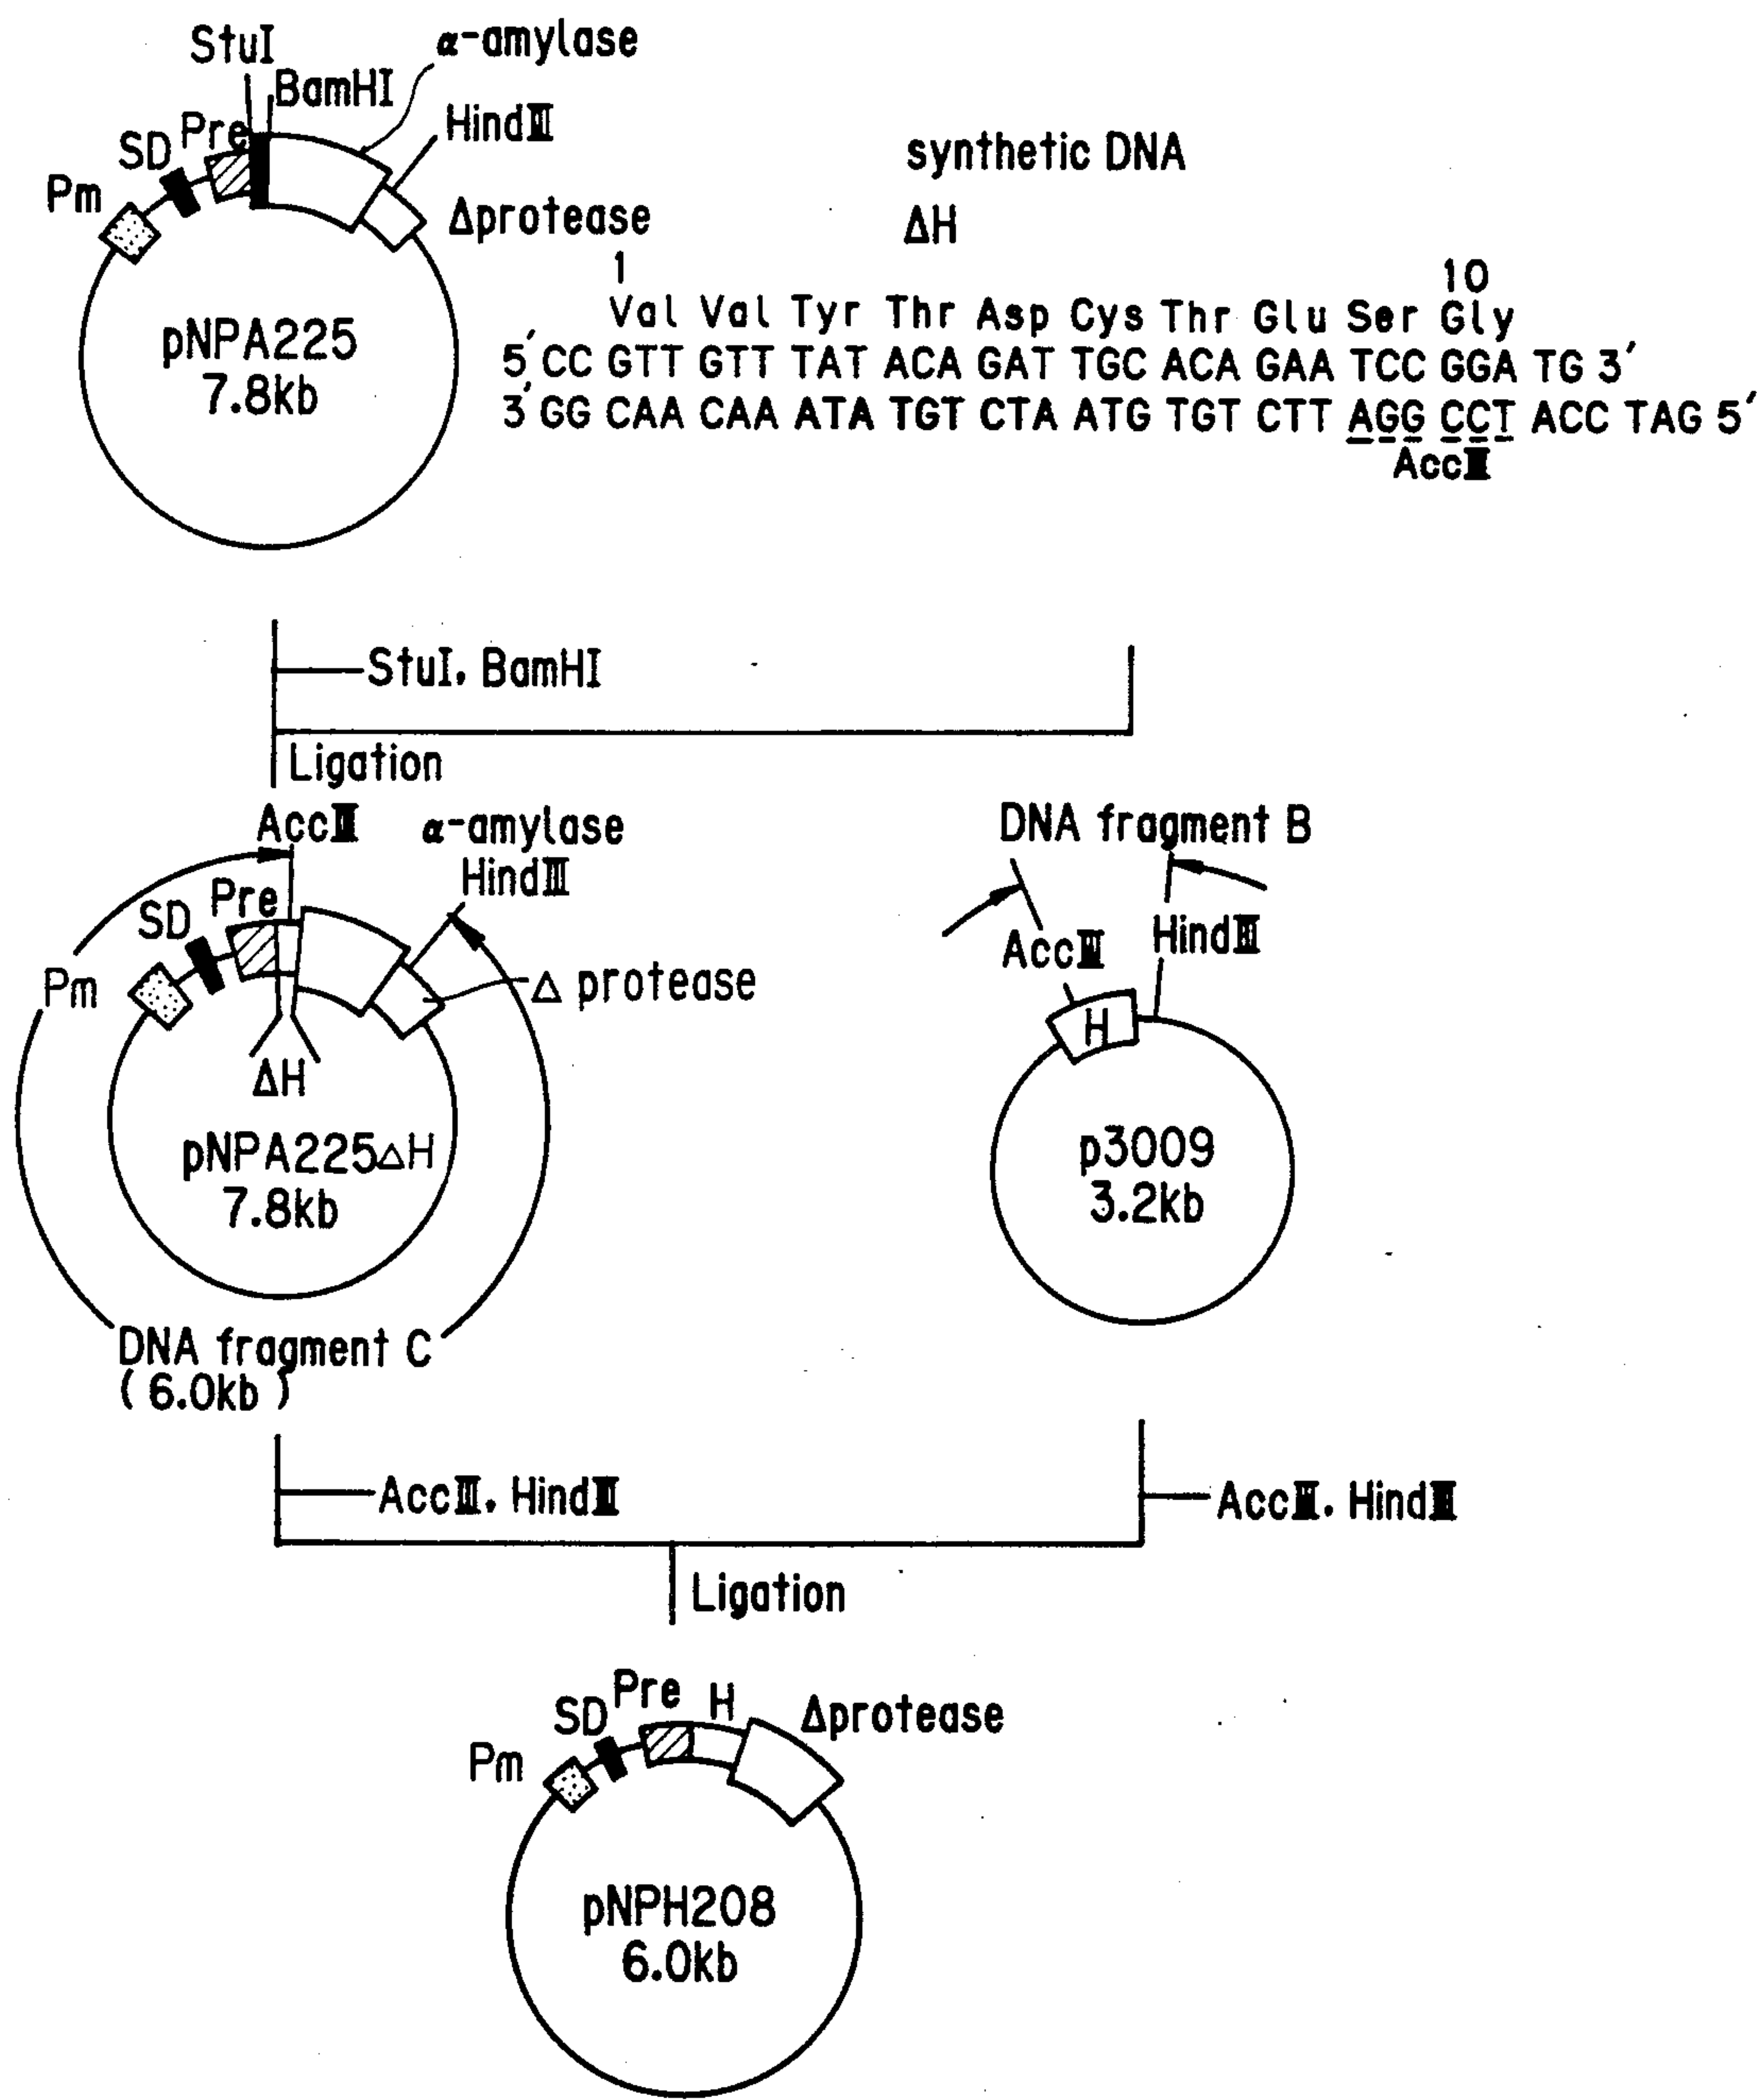 StuI
α-amylase
BamHI
HindIII
Pre
SD
Pm
Δprotease
pNPA225
7.8kb
synthetic DNA
ΔH
1
10
Val Val Tyr Thr Asp Cys Thr Glu Ser Gly
5′CC GTT GTT TAT ACA GAT TGC ACA GAA TCC GGA TG 3′
3′GG CAA CAA ATA TGT CTA ATG TGT CTT AGG CCT ACC TAG 5′
AccIII
StuI, BamHI
Ligation
AccIII
α-amylase
HindIII
Pre
SD
Pm
Δ protease
ΔH
pNPA225ΔH
7.8kb
DNA fragment C
(6.0kb)
DNA fragment B
AccIII
HindIII
H
p3009
3.2kb
AccIII, HindIII
AccIII, HindIII
Ligation
Pre
H
SD
Δprotease
Pm
pNPH208
6.0kb